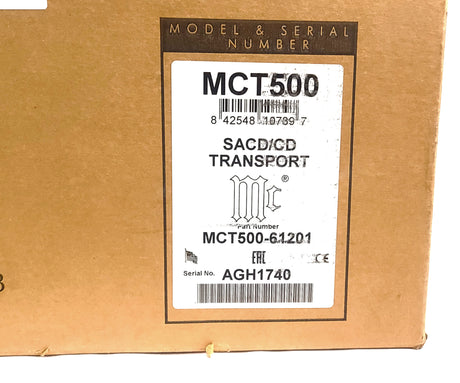 MODEL & SERIAL
NUMBER
MCT500
8 42548 10739 7
SACD/CD
TRANSPORT
Mc ®
Part Number
MCT500-61201
EAC CE
Serial No. AGH1740